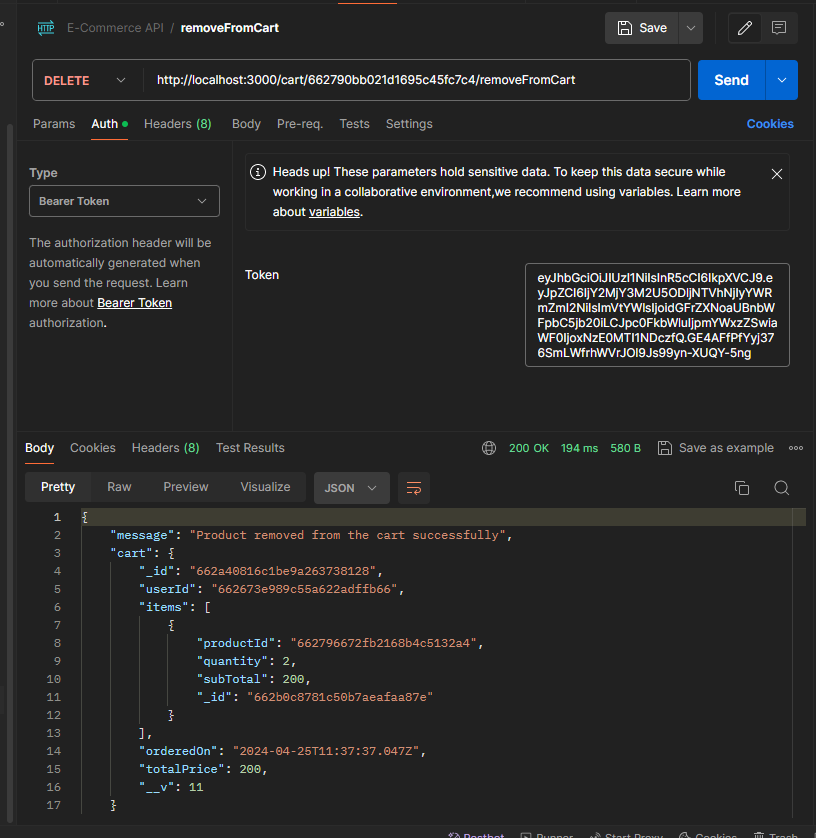 HTTP E-Commerce API / removeFromCart Save
DELETE http://localhost:3000/cart/662790bb021d1695c45fc7c4/removeFromCart Send
Params Auth Headers (8) Body Pre-req. Tests Settings Cookies
Type
Bearer Token
The authorization header will be
automatically generated when
you send the request. Learn
more about Bearer Token
authorization.
Heads up! These parameters hold sensitive data. To keep this data secure while
working in a collaborative environment,we recommend using variables. Learn more
about variables.
Token
eyJhbGciOiJIUzI1NiIsInR5cCI6IkpXVCJ9.e
yJpZCI6IjY2MjY3M2U5ODljNTVhNjIyYWR
mZmI2NiIsImVtYWlsIjoidGFrZXNoaUBnbW
FpbC5jb20iLCJpc0FkbWluIjpmYWxzZSwia
WF0IjoxNzE0MTI1NDczfQ.GE4AFfPfYyj37
6SmLWfrhWVrJOI9Js99yn-XUQY-5ng
Body Cookies Headers (8) Test Results 200 OK 194 ms 580 B Save as example
Pretty Raw Preview Visualize JSON
1 {
2 "message": "Product removed from the cart successfully",
3 "cart": {
4 "_id": "662a40816c1be9a263738128",
5 "userId": "662673e989c55a622adffb66",
6 "items": [
7 {
8 "productId": "662796672fb2168b4c5132a4",
9 "quantity": 2,
10 "subTotal": 200,
11 "_id": "662b0c8781c50b7aeafaa87e"
12 }
13 ],
14 "orderedOn": "2024-04-25T11:37:37.047Z",
15 "totalPrice": 200,
16 "__v": 11
17 }
Postbot Runner Start Proxy Cookies Trash